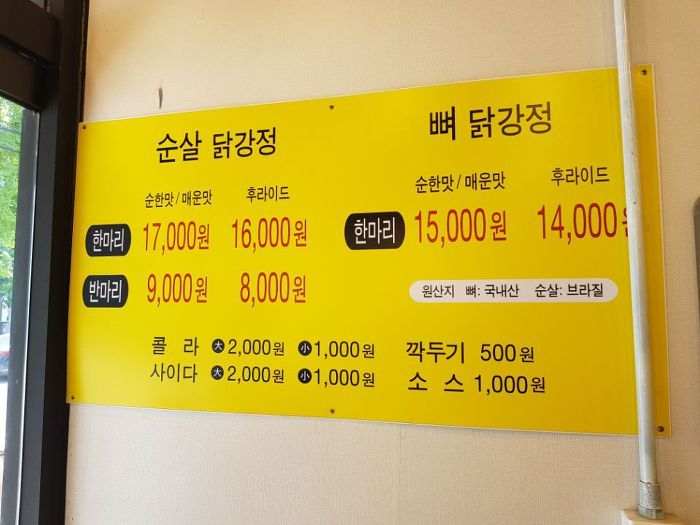 순살 닭강정
순한맛/매운맛 후라이드
한마리 17,000원 16,000원
반마리 9,000원 8,000원
뼈 닭강정
순한맛/매운맛 후라이드
한마리 15,000원 14,000원
원산지 뼈: 국내산 순살: 브라질
콜 라 大 2,000원 小 1,000원
사이다 大 2,000원 小 1,000원
깍두기 500원
소 스 1,000원